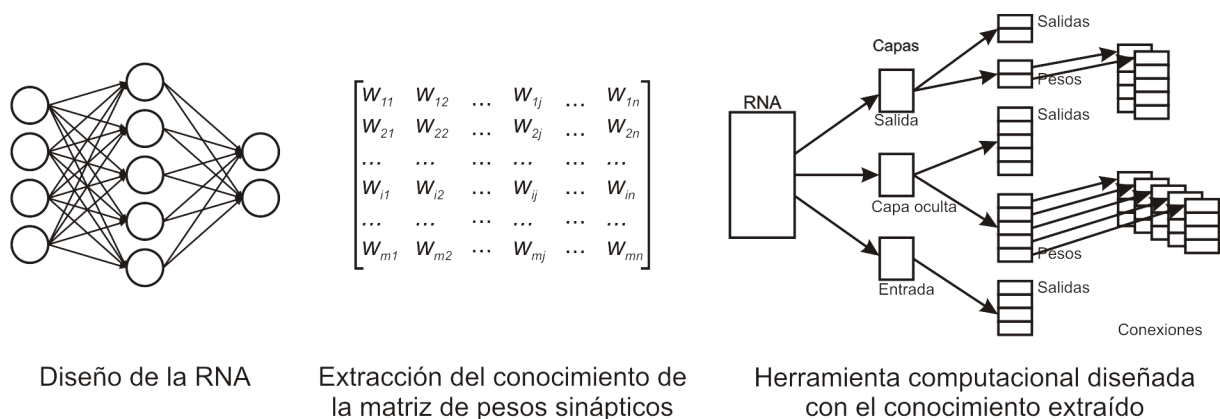 W11 W12 ... W1j ... W1n
W21 W22 ... W2j ... W2n
... ... ... ... ... ...
Wi1 Wi2 ... Wij ... Win
... ... ... ... ... ...
Wm1 Wm2 ... Wmj ... Wmn
RNA
Capas
Salida
Capa oculta
Entrada
Salidas
Pesos
Salidas
Pesos
Salidas
Conexiones
Diseño de la RNA
Extracción del conocimiento de
la matriz de pesos sinápticos
Herramienta computacional diseñada
con el conocimiento extraído